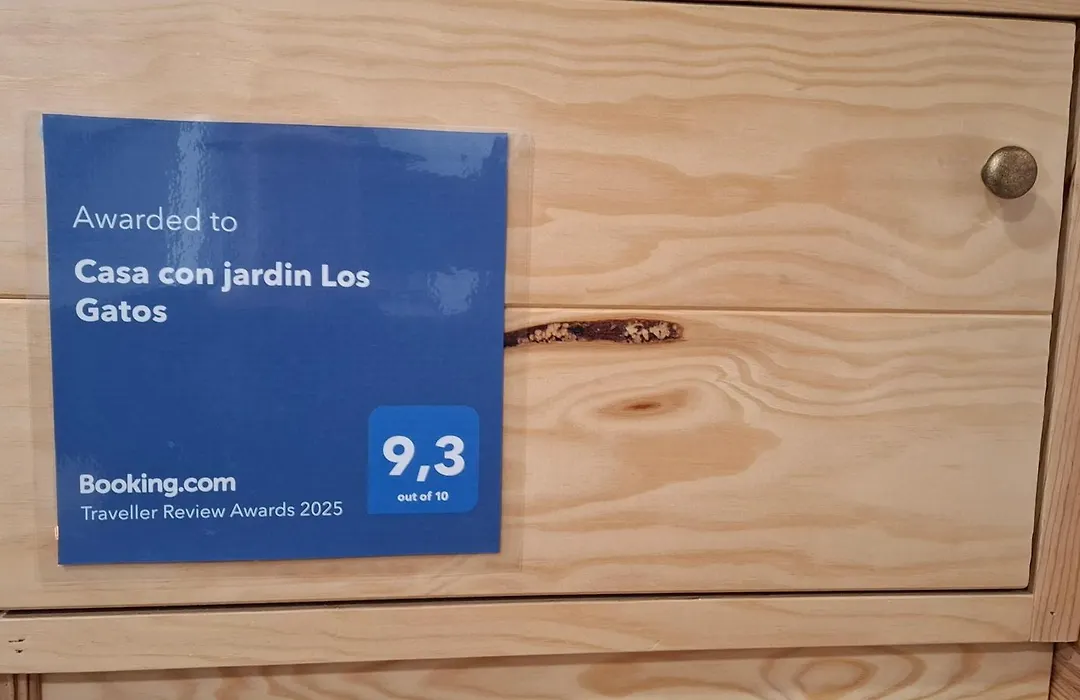 Awarded to
Casa con jardin Los
Gatos
9,3
out of 10
Booking.com
Traveller Review Awards 2025